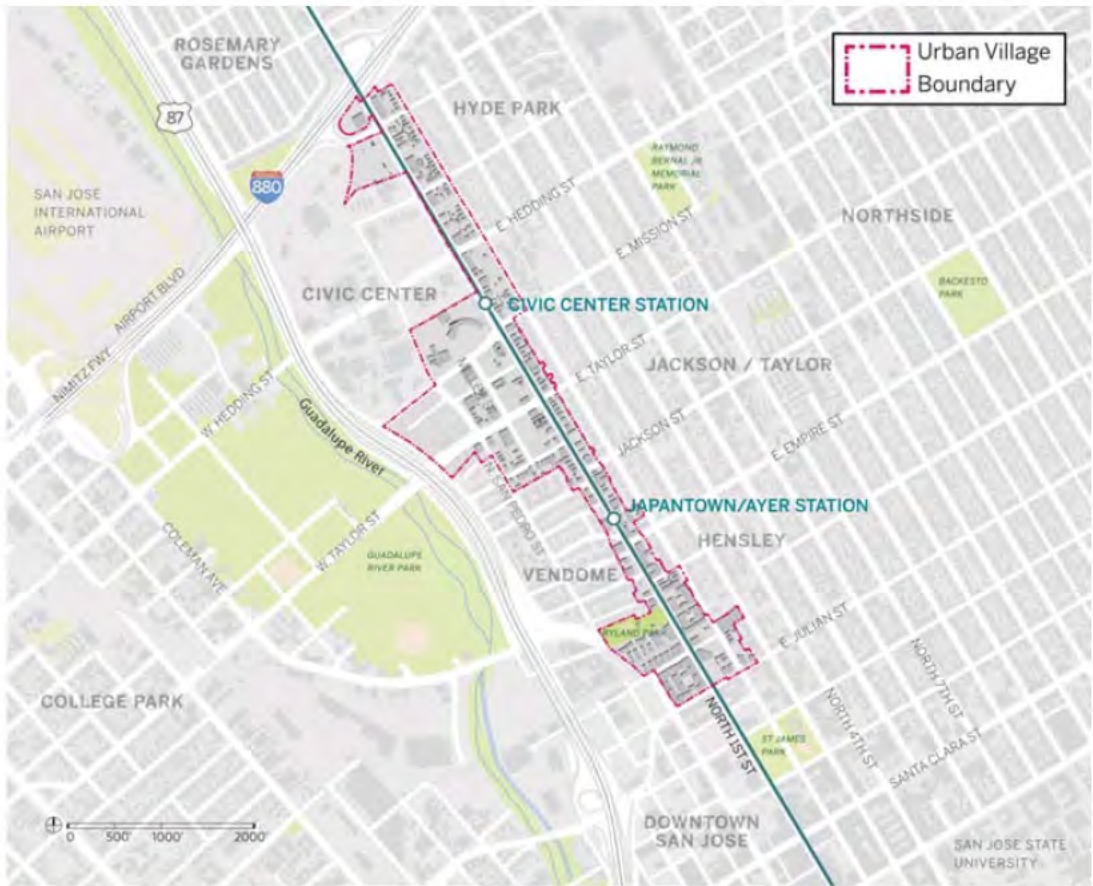 ROSEMARY
GARDENS
87
HYDE PARK
Urban Village
Boundary
RAYMOND
BERNAL JR
MEMORIAL
PARK
880
SAN JOSE
INTERNATIONAL
AIRPORT
E. HEDDING ST
E. MISSION ST
NORTHSIDE
BACKESTO
PARK
CIVIC CENTER
CIVIC CENTER STATION
NIMITZ FWY
AIRPORT BLVD
E. TAYLOR ST
JACKSON / TAYLOR
W. HEDDING ST
Guadalupe River
JACKSON ST
E. EMPIRE ST
N. SAN PEDRO ST
JAPANTOWN/AYER STATION
HENSLEY
COLEMAN AVE
W. TAYLOR ST
GUADALUPE
RIVER PARK
VENDOME
RYLAND PARK
E. JULIAN ST
COLLEGE PARK
NORTH 1ST ST
NORTH 4TH ST
NORTH 7TH ST
ST JAMES
PARK
SANTA CLARA ST
0 500' 1000' 2000'
DOWNTOWN
SAN JOSE
SAN JOSE STATE
UNIVERSITY